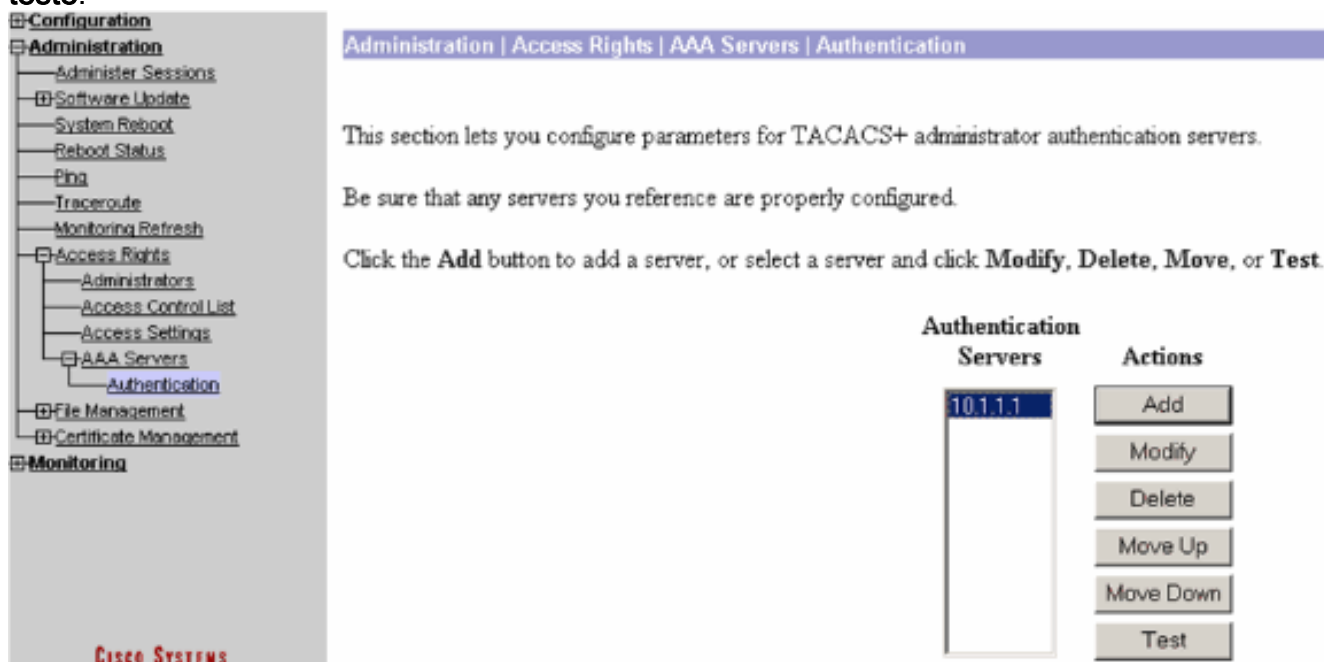 teste.
Configuration
Administration
Administer Sessions
Software Update
System Reboot
Reboot Status
Ping
Traceroute
Monitoring Refresh
Access Rights
Administrators
Access Control List
Access Settings
AAA Servers
Authentication
File Management
Certificate Management
Monitoring
CISCO SYSTEMS
Administration | Access Rights | AAA Servers | Authentication
This section lets you configure parameters for TACACS+ administrator authentication servers.
Be sure that any servers you reference are properly configured.
Click the Add button to add a server, or select a server and click Modify, Delete, Move, or Test.
Authentication
Servers
10.1.1.1
Actions
Add
Modify
Delete
Move Up
Move Down
Test